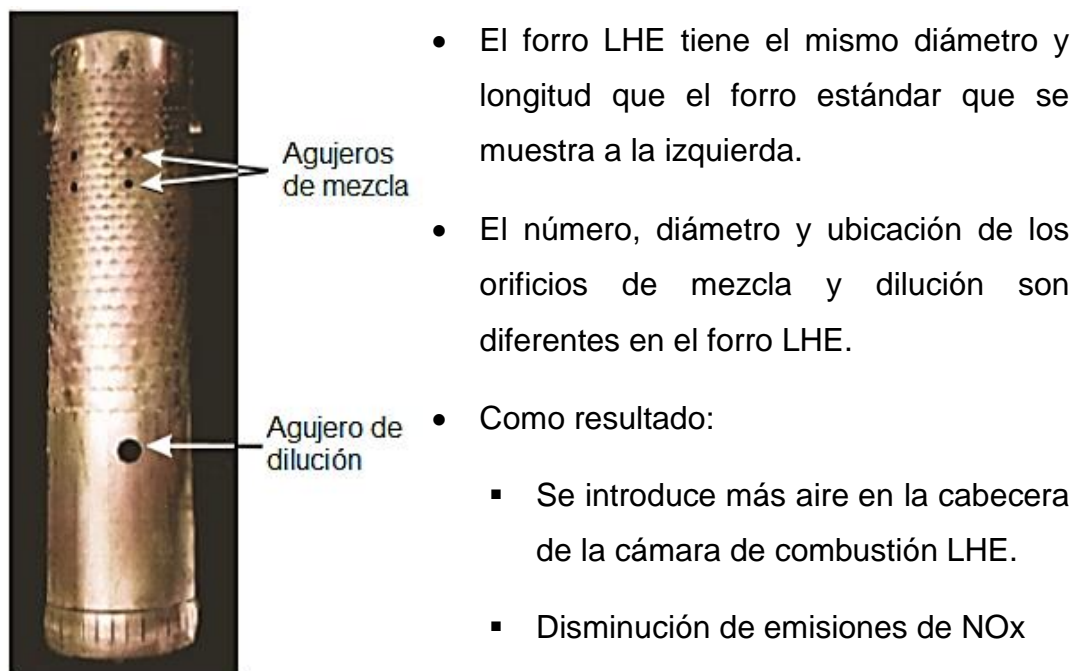 Agujeros
de mezcla
Agujero de
dilución
• El forro LHE tiene el mismo diámetro y
longitud que el forro estándar que se
muestra a la izquierda.
• El número, diámetro y ubicación de los
orificios de mezcla y dilución son
diferentes en el forro LHE.
• Como resultado:
▪ Se introduce más aire en la cabecera
de la cámara de combustión LHE.
▪ Disminución de emisiones de NOx